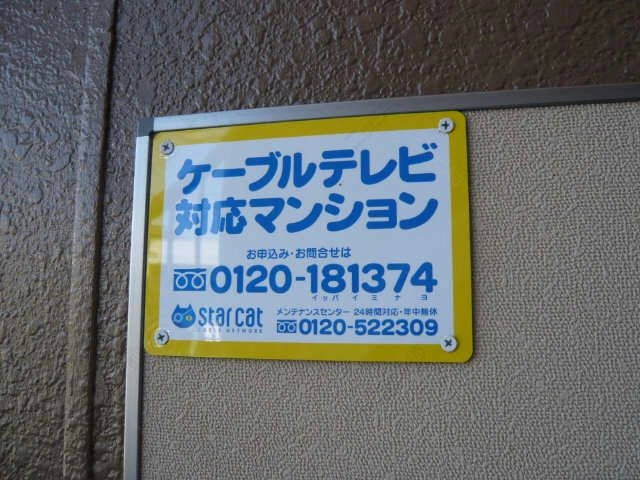 ケーブルテレビ
対応マンション
お申込み・お問合せは
0120-181374
イッパイミナヨ
starcat
CABLE NETWORK
メンテナンスセンター 24時間対応・年中無休
0120-522309